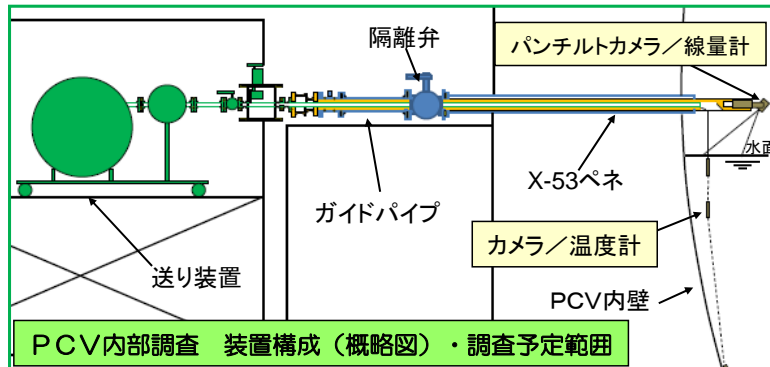 隔離弁
パンチルトカメラ／線量計
水面
X-53ペネ
ガイドパイプ
カメラ／温度計
送り装置
PCV内壁
ＰＣＶ内部調査　装置構成（概略図）・調査予定範囲